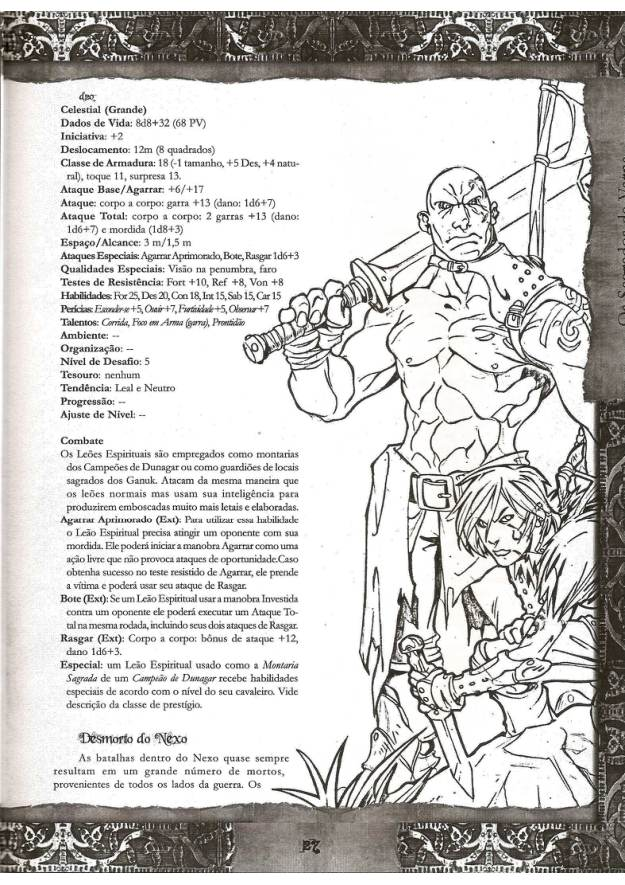 Celestial (Grande)
Dados de Vida: 8d8+32 (68 PV)
Iniciativa: +2
Deslocamento: 12m (8 quadrados)
Classe de Armadura: 18 (-1 tamanho, +5 Des, +4 natu-
ral), toque 11, surpresa 13.
Ataque Base/Agarrar: +6/+17
Ataque: corpo a corpo: garra +13 (dano: 1d6+7)
Ataque Total: corpo a corpo: 2 garras +13 (dano:
1d6+7) e mordida (1d8+3)
Espaço/Alcance: 3 m/1,5 m
Ataques Especiais: Agarrar Aprimorado, Bote, Rasgar 1d6+3
Qualidades Especiais: Visão na penumbra, faro
Testes de Resistência: Fort +10, Ref +8, Von +8
Habilidades: For 25, Des 20, Con 18, Int 15, Sab 15, Car 15
Perícias: Esconder-se +5, Ouvir +7, Furtividade +5, Observar +7
Talentos: Corrida, Foco em Arma (garra), Prontidão
Ambiente: --
Organização: --
Nível de Desafio: 5
Tesouro: nenhum
Tendência: Leal e Neutro
Progressão: --
Ajuste de Nível: --
Combate
Os Leões Espirituais são empregados como montarias
dos Campeões de Dunagar ou como guardiões de locais
sagrados dos Ganuk. Atacam da mesma maneira que
os leões normais mas usam sua inteligência para
produzirem emboscadas muito mais letais e elaboradas.
Agarrar Aprimorado (Ext): Para utilizar essa habilidade
o Leão Espiritual precisa atingir um oponente com sua
mordida. Ele poderá iniciar a manobra Agarrar como uma
ação livre que não provoca ataques de oportunidade.Caso
obtenha sucesso no teste resistido de Agarrar, ele prende
a vítima e poderá usar seu ataque de Rasgar.
Bote (Ext): Se um Leão Espiritual usar a manobra Investida
contra um oponente ele poderá executar um Ataque To-
tal na mesma rodada, incluindo seus dois ataques de Rasgar.
Rasgar (Ext): Corpo a corpo: bônus de ataque +12,
dano 1d6+3.
Especial: um Leão Espiritual usado como a Montaria
Sagrada de um Campeão de Dunagar recebe habilidades
especiais de acordo com o nível do seu cavaleiro. Vide
descrição da classe de prestígio.
Desmorto do Nexo
As batalhas dentro do Nexo quase sempre
resultam em um grande número de mortos,
provenientes de todos os lados da guerra. Os